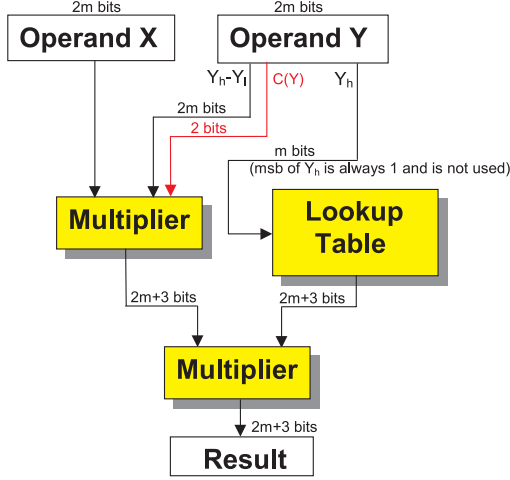 2m bits
2m bits
Operand X
Operand Y
Yh-Yl
C(Y)
Yh
2m bits
2 bits
m bits
(msb of Yh is always 1 and is not used)
Multiplier
Lookup
Table
2m+3 bits
2m+3 bits
Multiplier
2m+3 bits
Result